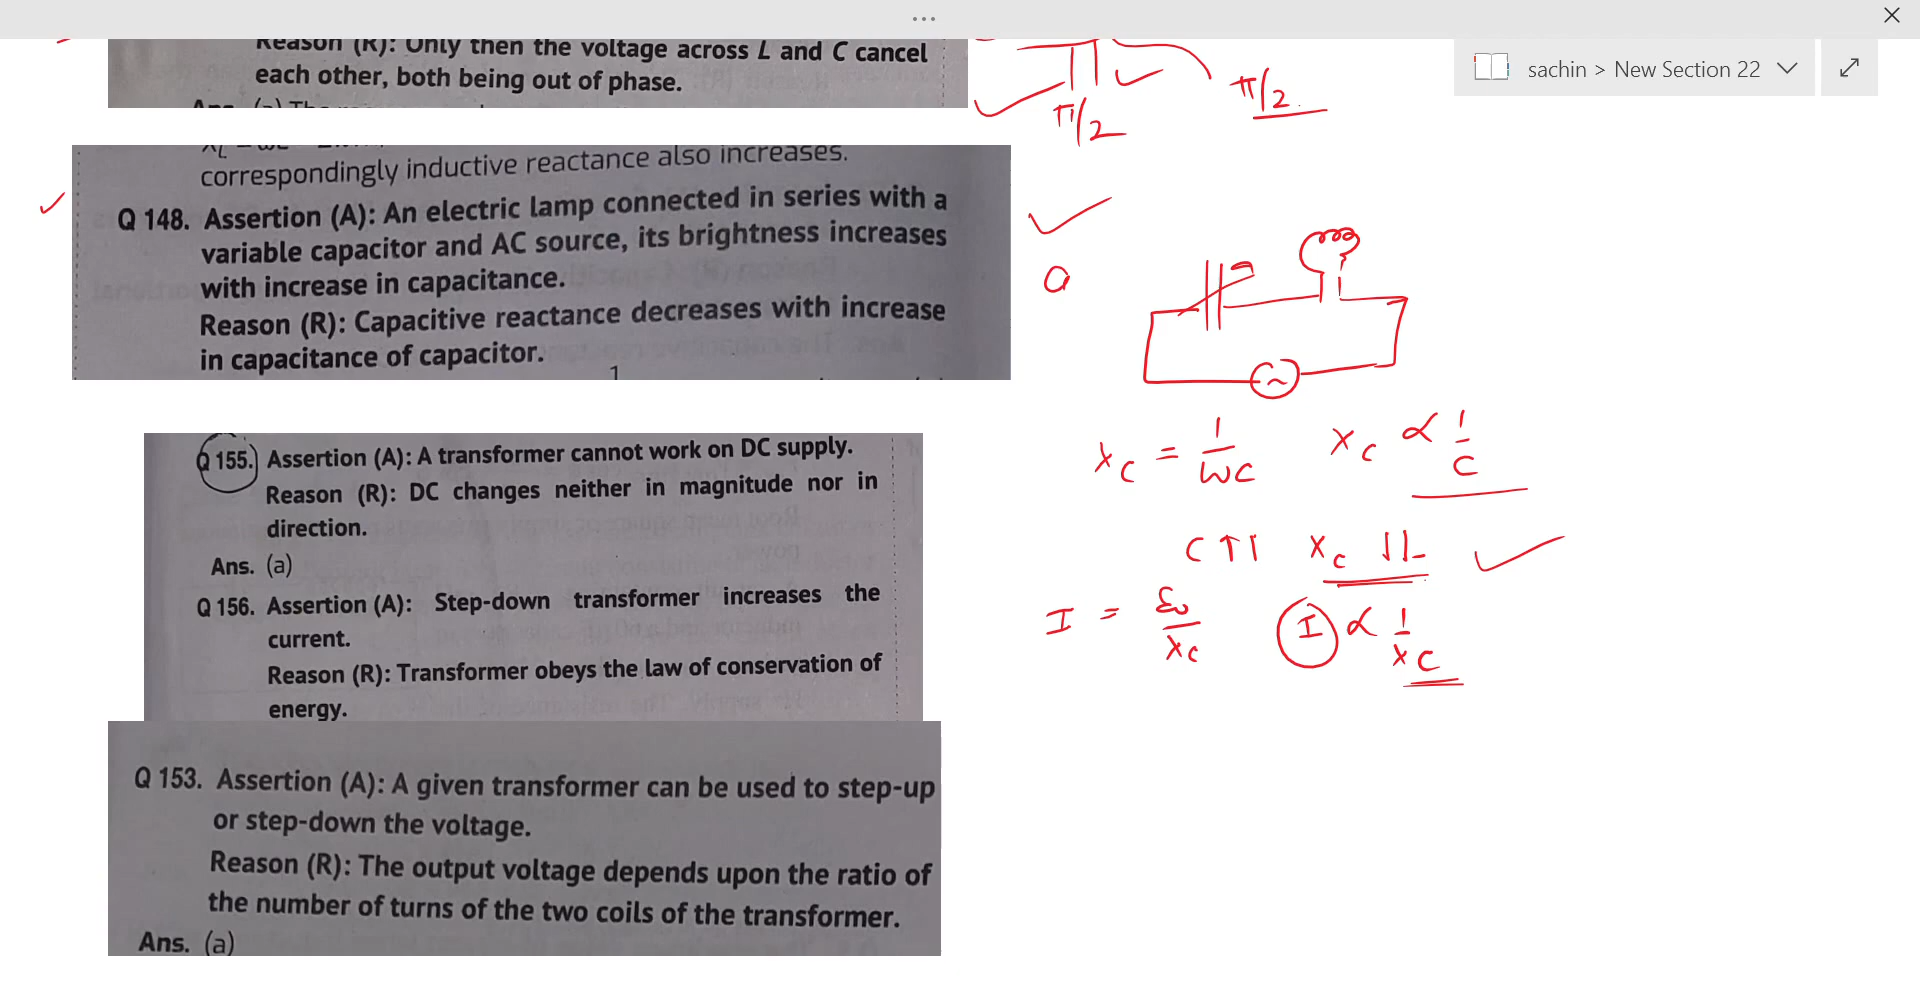 sachin > New Section 22
Reason (R): Only then the voltage across L and C cancel
each other, both being out of phase.
π/2
π/2
correspondingly inductive reactance also increases.
Q 148. Assertion (A): An electric lamp connected in series with a
variable capacitor and AC source, its brightness increases
with increase in capacitance.
Reason (R): Capacitive reactance decreases with increase
in capacitance of capacitor.
1
a
Xc = 1/ωC
Xc ∝ 1/C
C ↑↑ Xc ↓↓
I = ε₀/Xc
I ∝ 1/Xc
Q 155. Assertion (A): A transformer cannot work on DC supply.
Reason (R): DC changes neither in magnitude nor in
direction.
Ans. (a)
Q 156. Assertion (A): Step-down transformer increases the
current.
Reason (R): Transformer obeys the law of conservation of
energy.
Q 153. Assertion (A): A given transformer can be used to step-up
or step-down the voltage.
Reason (R): The output voltage depends upon the ratio of
the number of turns of the two coils of the transformer.
Ans. (a)